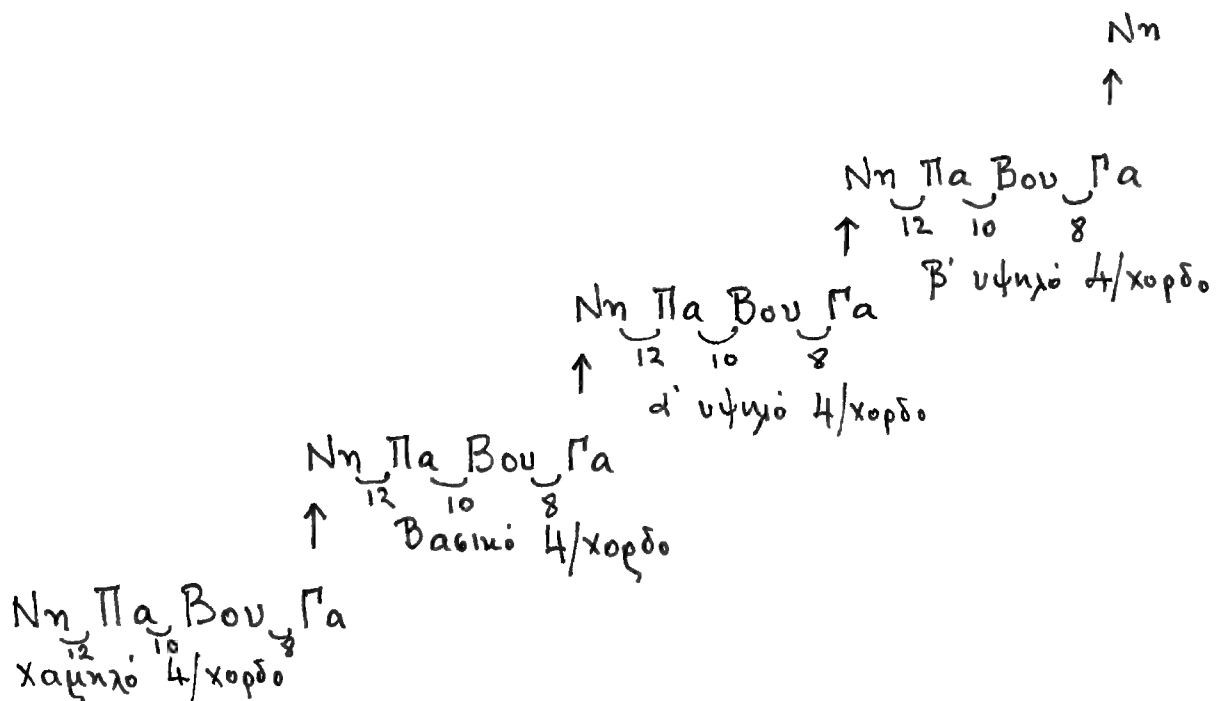 Νη
↑
Νη Πα Βου Γα
12 10 8
↑
β' υψηλό 4/χορδο
Νη Πα Βου Γα
12 10 8
↑
α' υψηλό 4/χορδο
Νη Πα Βου Γα
12 10 8
↑
Βασικό 4/χορδο
Νη Πα Βου Γα
12 10 8
χαμηλό 4/χορδο